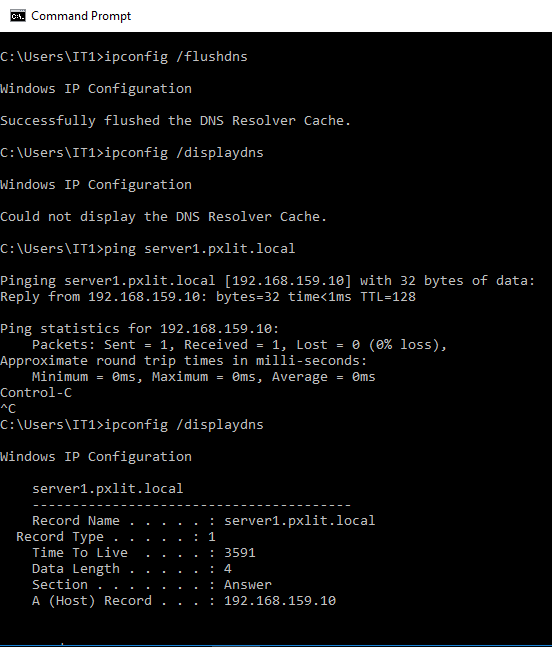 Command Prompt
C:\Users\IT1>ipconfig /flushdns
Windows IP Configuration
Successfully flushed the DNS Resolver Cache.
C:\Users\IT1>ipconfig /displaydns
Windows IP Configuration
Could not display the DNS Resolver Cache.
C:\Users\IT1>ping server1.pxlit.local
Pinging server1.pxlit.local [192.168.159.10] with 32 bytes of data:
Reply from 192.168.159.10: bytes=32 time<1ms TTL=128
Ping statistics for 192.168.159.10:
    Packets: Sent = 1, Received = 1, Lost = 0 (0% loss),
Approximate round trip times in milli-seconds:
    Minimum = 0ms, Maximum = 0ms, Average = 0ms
Control-C
^C
C:\Users\IT1>ipconfig /displaydns
Windows IP Configuration
    server1.pxlit.local
    ----------------------------------------
    Record Name . . . . . : server1.pxlit.local
  Record Type . . . . . : 1
    Time To Live  . . . . : 3591
    Data Length . . . . . : 4
    Section . . . . . . . : Answer
    A (Host) Record . . . : 192.168.159.10